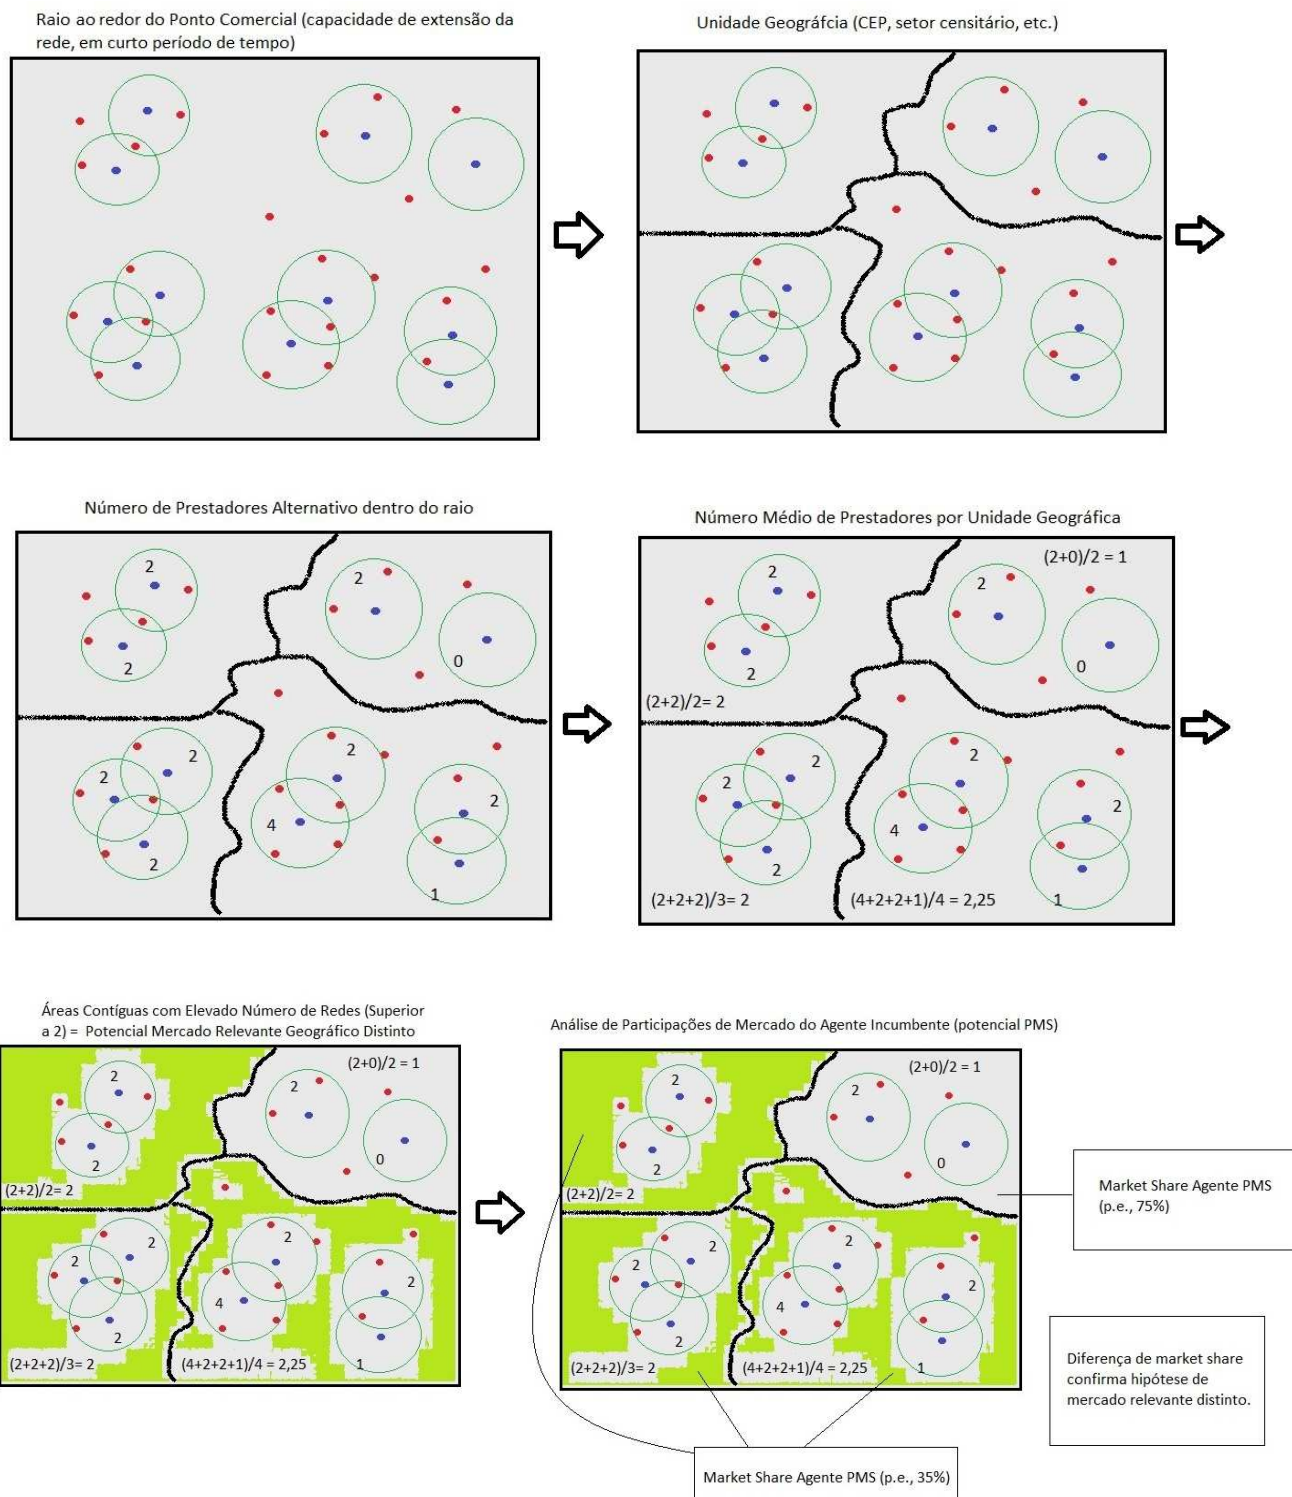 Raio ao redor do Ponto Comercial (capacidade de extensão da
rede, em curto período de tempo)
Unidade Geográfcia (CEP, setor censitário, etc.)
Número de Prestadores Alternativo dentro do raio
2
2
2
0
2
2
2
2
4
2
1
Número Médio de Prestadores por Unidade Geográfica
(2+0)/2 = 1
2
2
2
0
(2+2)/2= 2
2
2
2
2
4
2
1
(2+2+2)/3= 2
(4+2+2+1)/4 = 2,25
Áreas Contíguas com Elevado Número de Redes (Superior
a 2) = Potencial Mercado Relevante Geográfico Distinto
(2+0)/2 = 1
2
2
2
0
(2+2)/2= 2
2
2
2
2
4
2
1
(2+2+2)/3= 2
(4+2+2+1)/4 = 2,25
Análise de Participações de Mercado do Agente Incumbente (potencial PMS)
(2+0)/2 = 1
2
2
2
0
(2+2)/2= 2
2
2
2
2
4
2
1
(2+2+2)/3= 2
(4+2+2+1)/4 = 2,25
Market Share Agente PMS
(p.e., 75%)
Diferença de market share
confirma hipótese de
mercado relevante distinto.
Market Share Agente PMS (p.e., 35%)